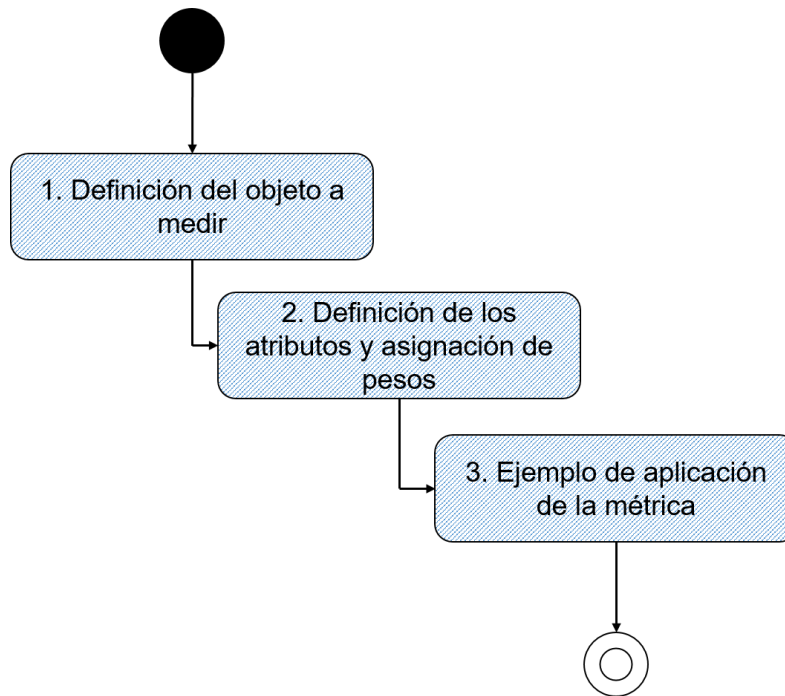 1. Definición del objeto a
medir
2. Definición de los
atributos y asignación de
pesos
3. Ejemplo de aplicación
de la métrica